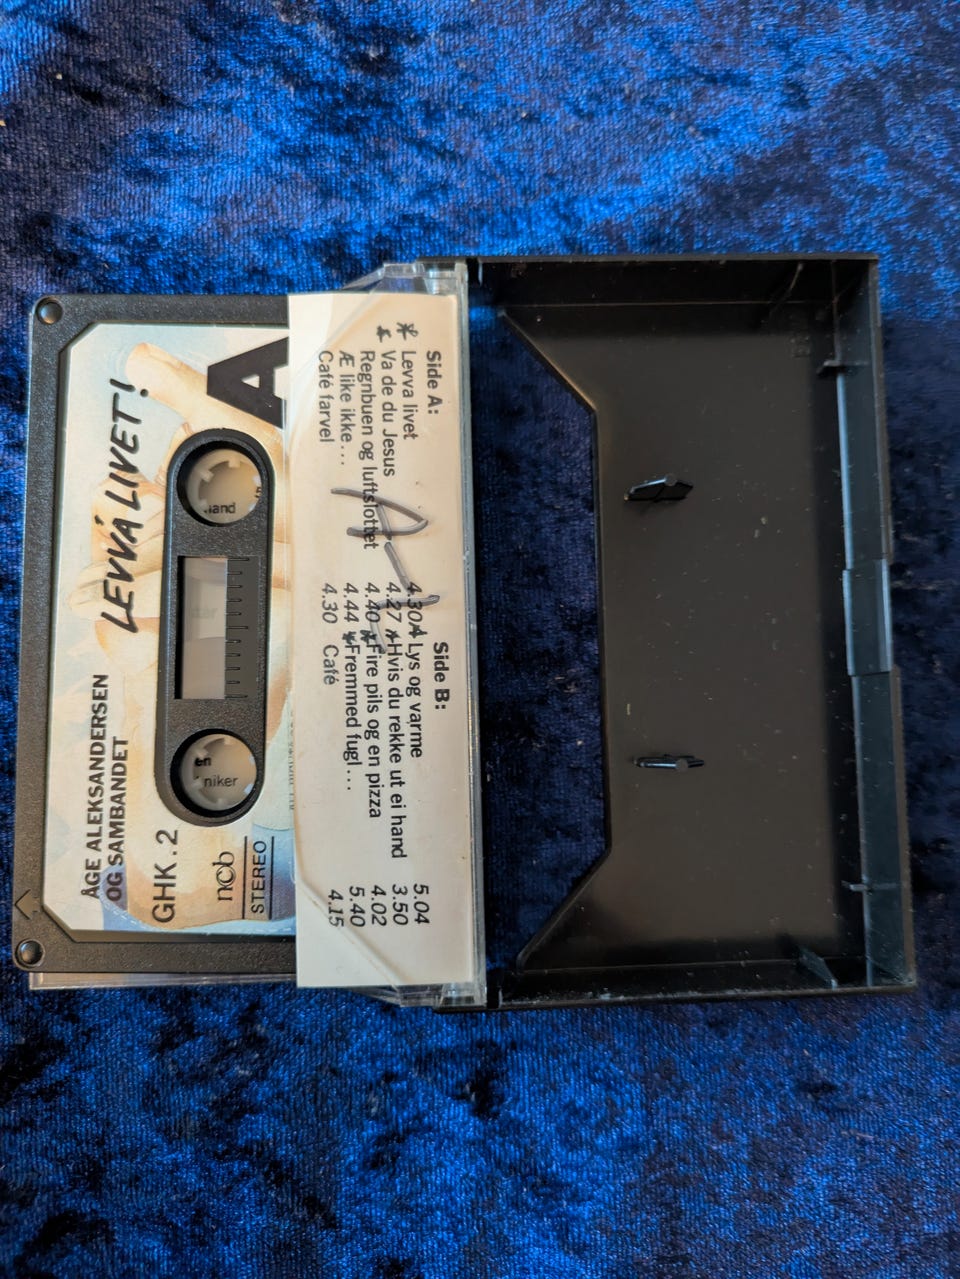 A
LEVVÅ LIVET!
ÅGE ALEKSANDERSEN
OG SAMBANDET
GHK.2
ncb
STEREO
en
niker
Side A:
Levva livet 4.30
Va de du Jesus 4.27
Regnbuen og luftslottet 4.40
Æ like ikke... 4.44
Café farvel 4.30
Side B:
Lys og varme 5.04
Hvis du rekke ut ei hand 3.50
Fire pils og en pizza 4.02
Fremmed fugl... 5.40
Café 4.15